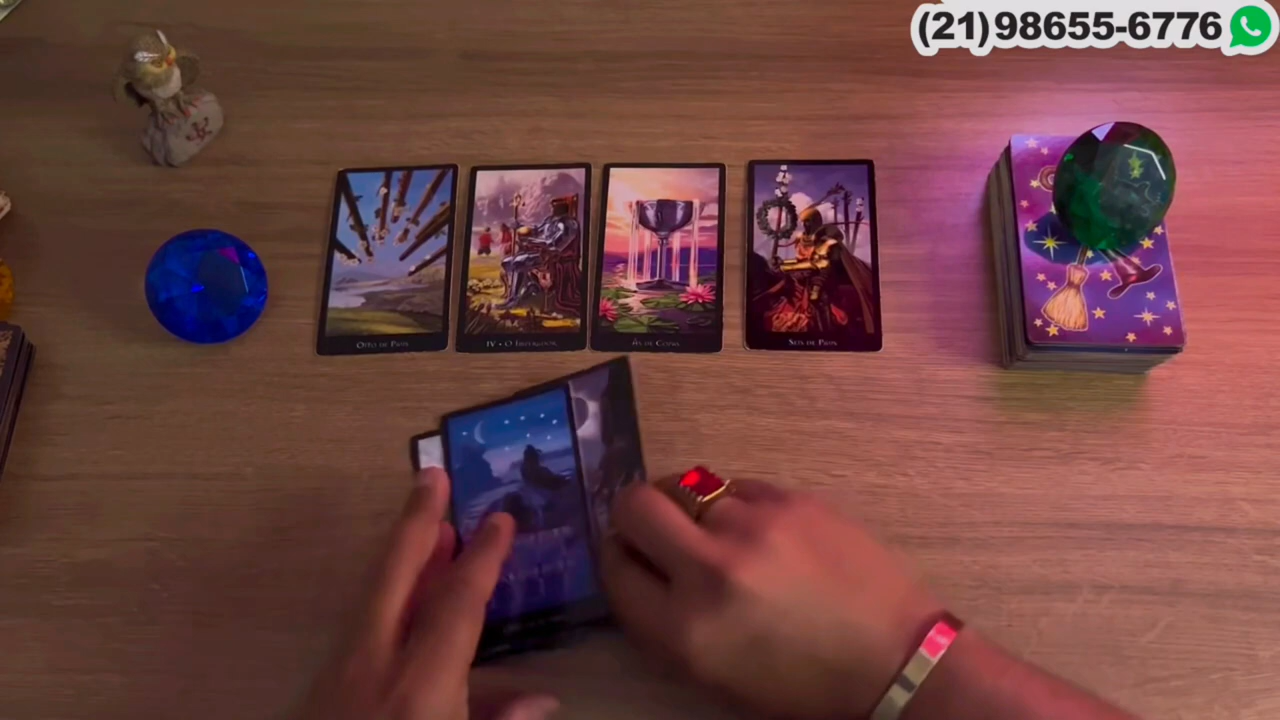 (21)98655-6776
OITO DE PAUS
IV • O IMPERADOR
ÁS DE COPAS
SEIS DE PAUS